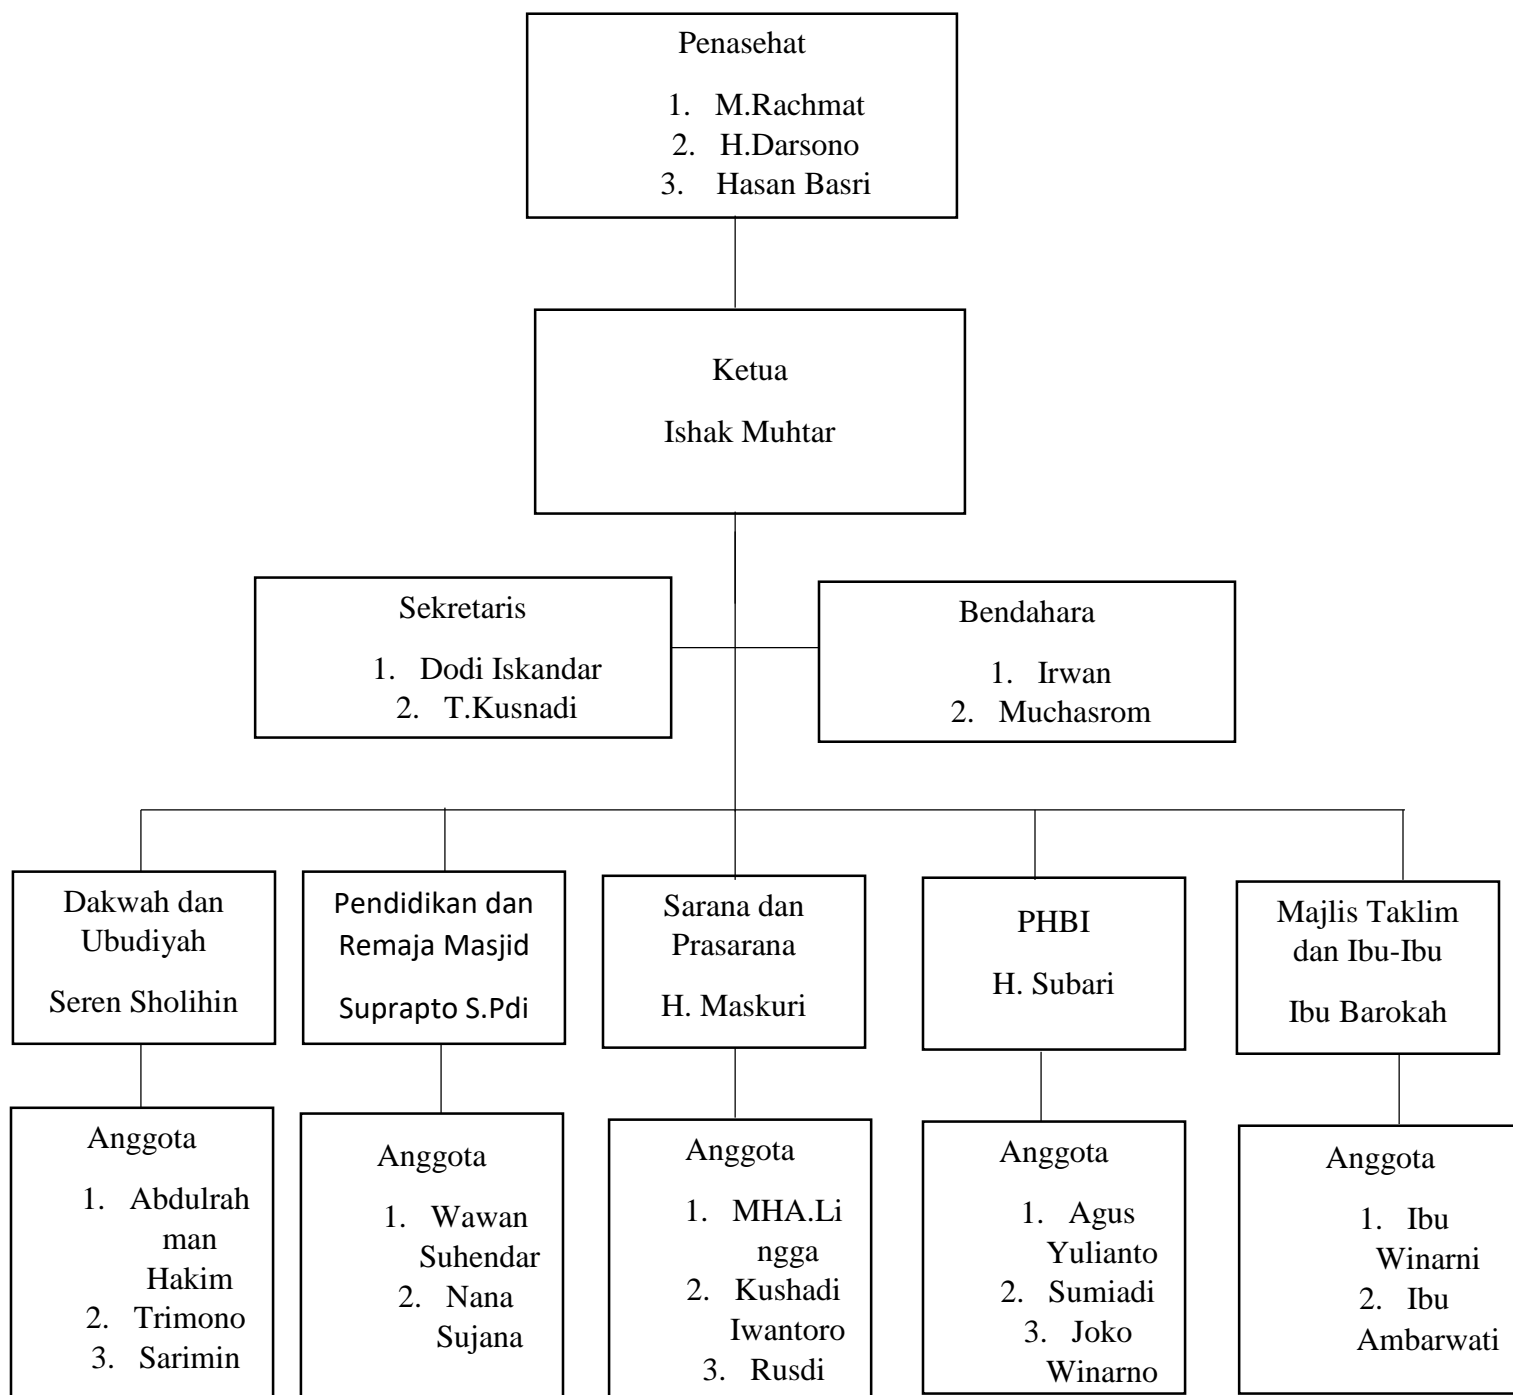 Penasehat
1. M.Rachmat
2. H.Darsono
3. Hasan Basri
Ketua
Ishak Muhtar
Sekretaris
1. Dodi Iskandar
2. T.Kusnadi
Bendahara
1. Irwan
2. Muchasrom
Dakwah dan
Ubudiyah
Seren Sholihin
Pendidikan dan
Remaja Masjid
Suprapto S.Pdi
Sarana dan
Prasarana
H. Maskuri
PHBI
H. Subari
Majlis Taklim
dan Ibu-Ibu
Ibu Barokah
Anggota
1. Abdulrah
man
Hakim
2. Trimono
3. Sarimin
Anggota
1. Wawan
Suhendar
2. Nana
Sujana
Anggota
1. MHA.Li
ngga
2. Kushadi
Iwantoro
3. Rusdi
Anggota
1. Agus
Yulianto
2. Sumiadi
3. Joko
Winarno
Anggota
1. Ibu
Winarni
2. Ibu
Ambarwati